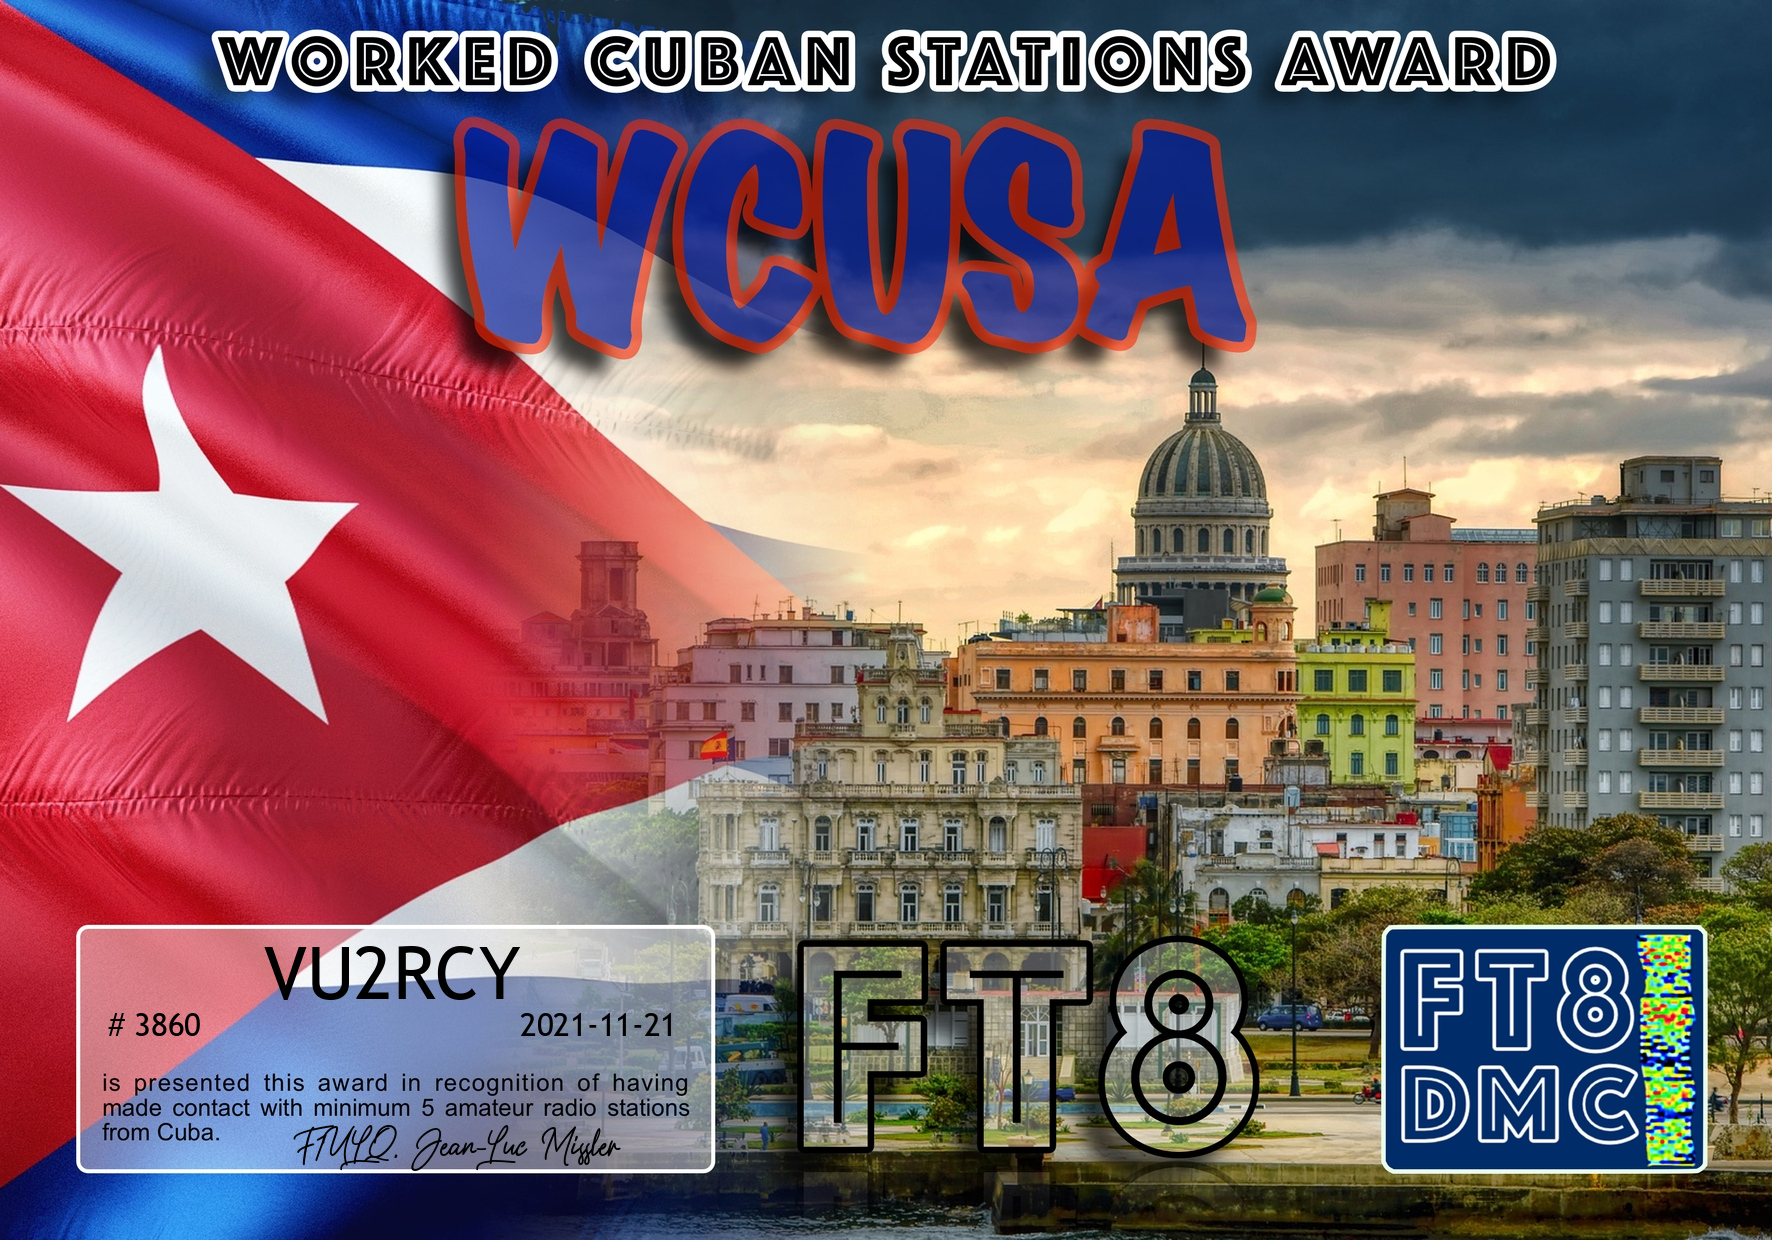 WORKED CUBAN STATIONS AWARD
WCUSA
VU2RCY
# 3860 2021-11-21
is presented this award in recognition of having
made contact with minimum 5 amateur radio stations
from Cuba.
Jean-Luc Missler
FT8
FT8
DMC